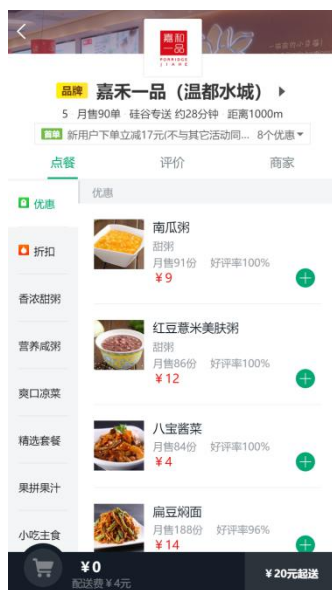 嘉和
一品
PORRIDGE
JIAHE
品牌 嘉禾一品（温都水城）
5 月售90单 硅谷专送 约28分钟 距离1000m
首单 新用户下单立减17元(不与其它活动同... 8个优惠
点餐 评价 商家
优惠
折扣
香浓甜粥
营养咸粥
爽口凉菜
精选套餐
果拼果汁
小吃主食
优惠
南瓜粥
甜粥
月售91份 好评率100%
¥9
红豆薏米美肤粥
甜粥
月售86份 好评率100%
¥12
八宝酱菜
月售84份 好评率100%
¥4
扁豆焖面
月售188份 好评率96%
¥14
¥0
配送费¥4元
¥20元起送